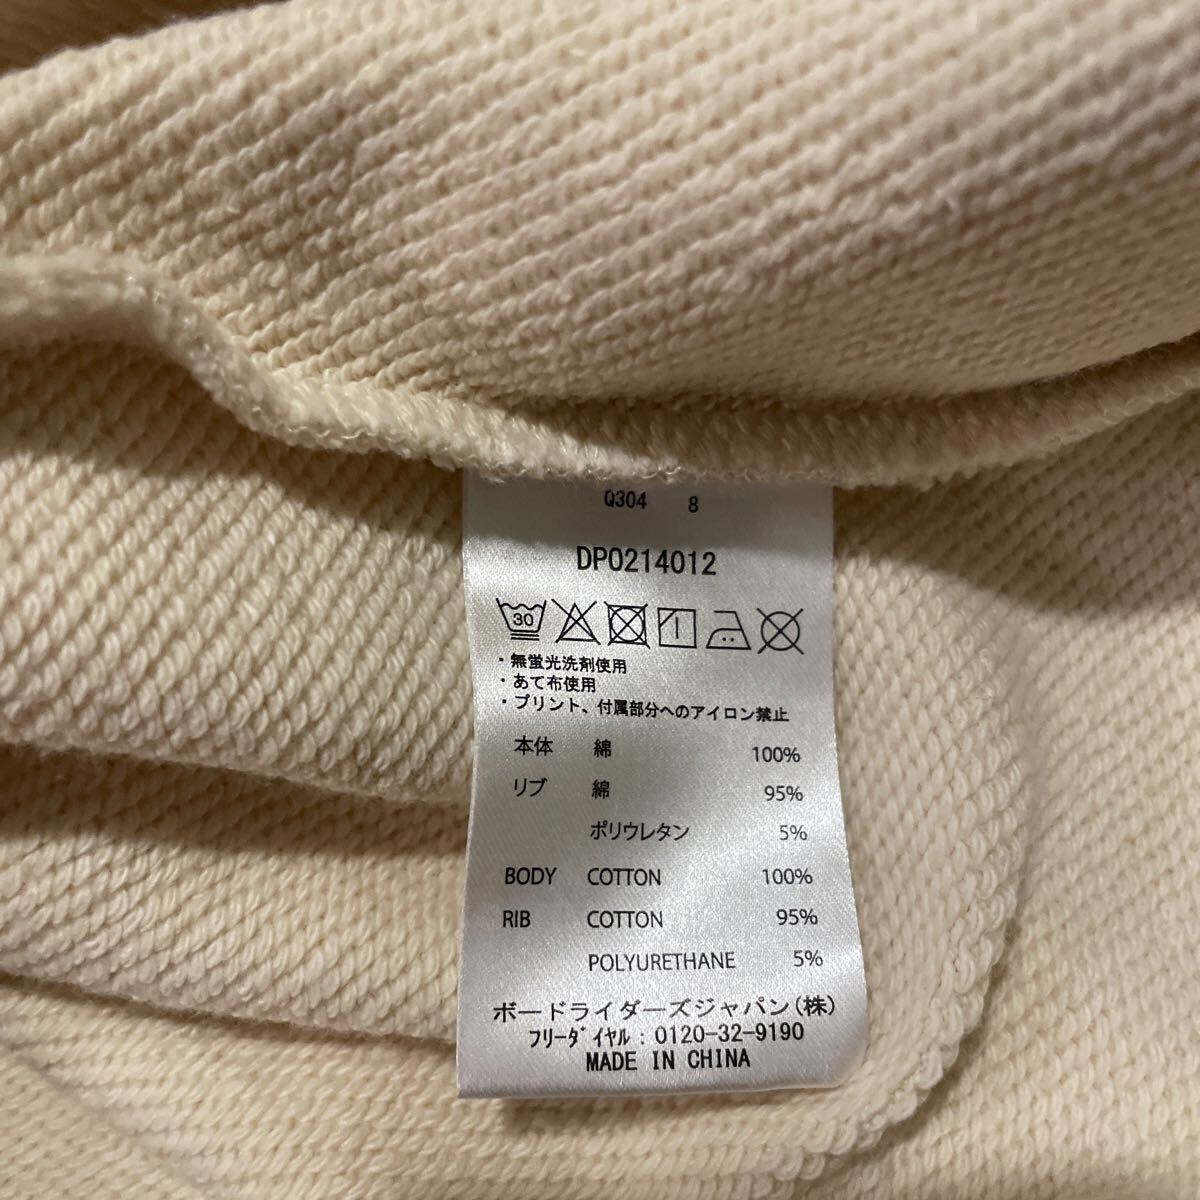 Q304 8
DP0214012
30
・無蛍光洗剤使用
・あて布使用
・プリント、付属部分へのアイロン禁止
本体 綿 100%
リブ 綿 95%
ポリウレタン 5%
BODY COTTON 100%
RIB COTTON 95%
POLYURETHANE 5%
ボードライダーズジャパン(株)
フリーダイヤル:0120-32-9190
MADE IN CHINA